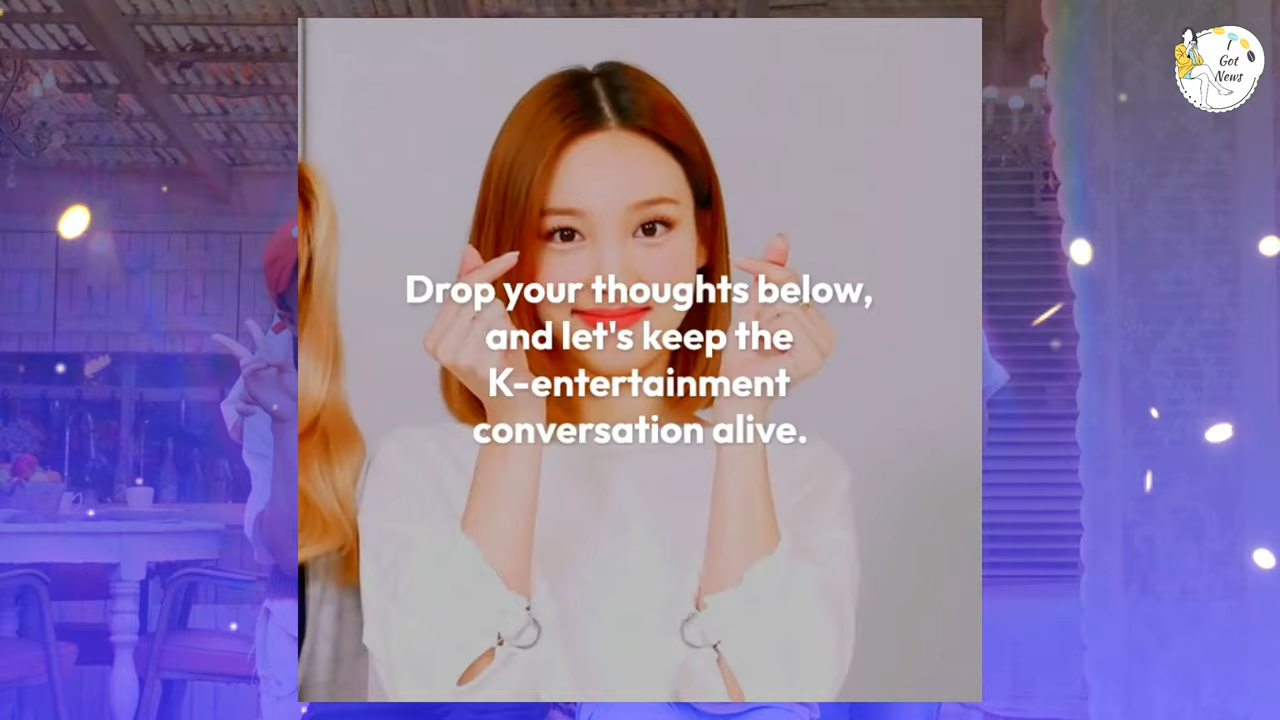 I
Got
News
Drop your thoughts below,
and let's keep the
K-entertainment
conversation alive.